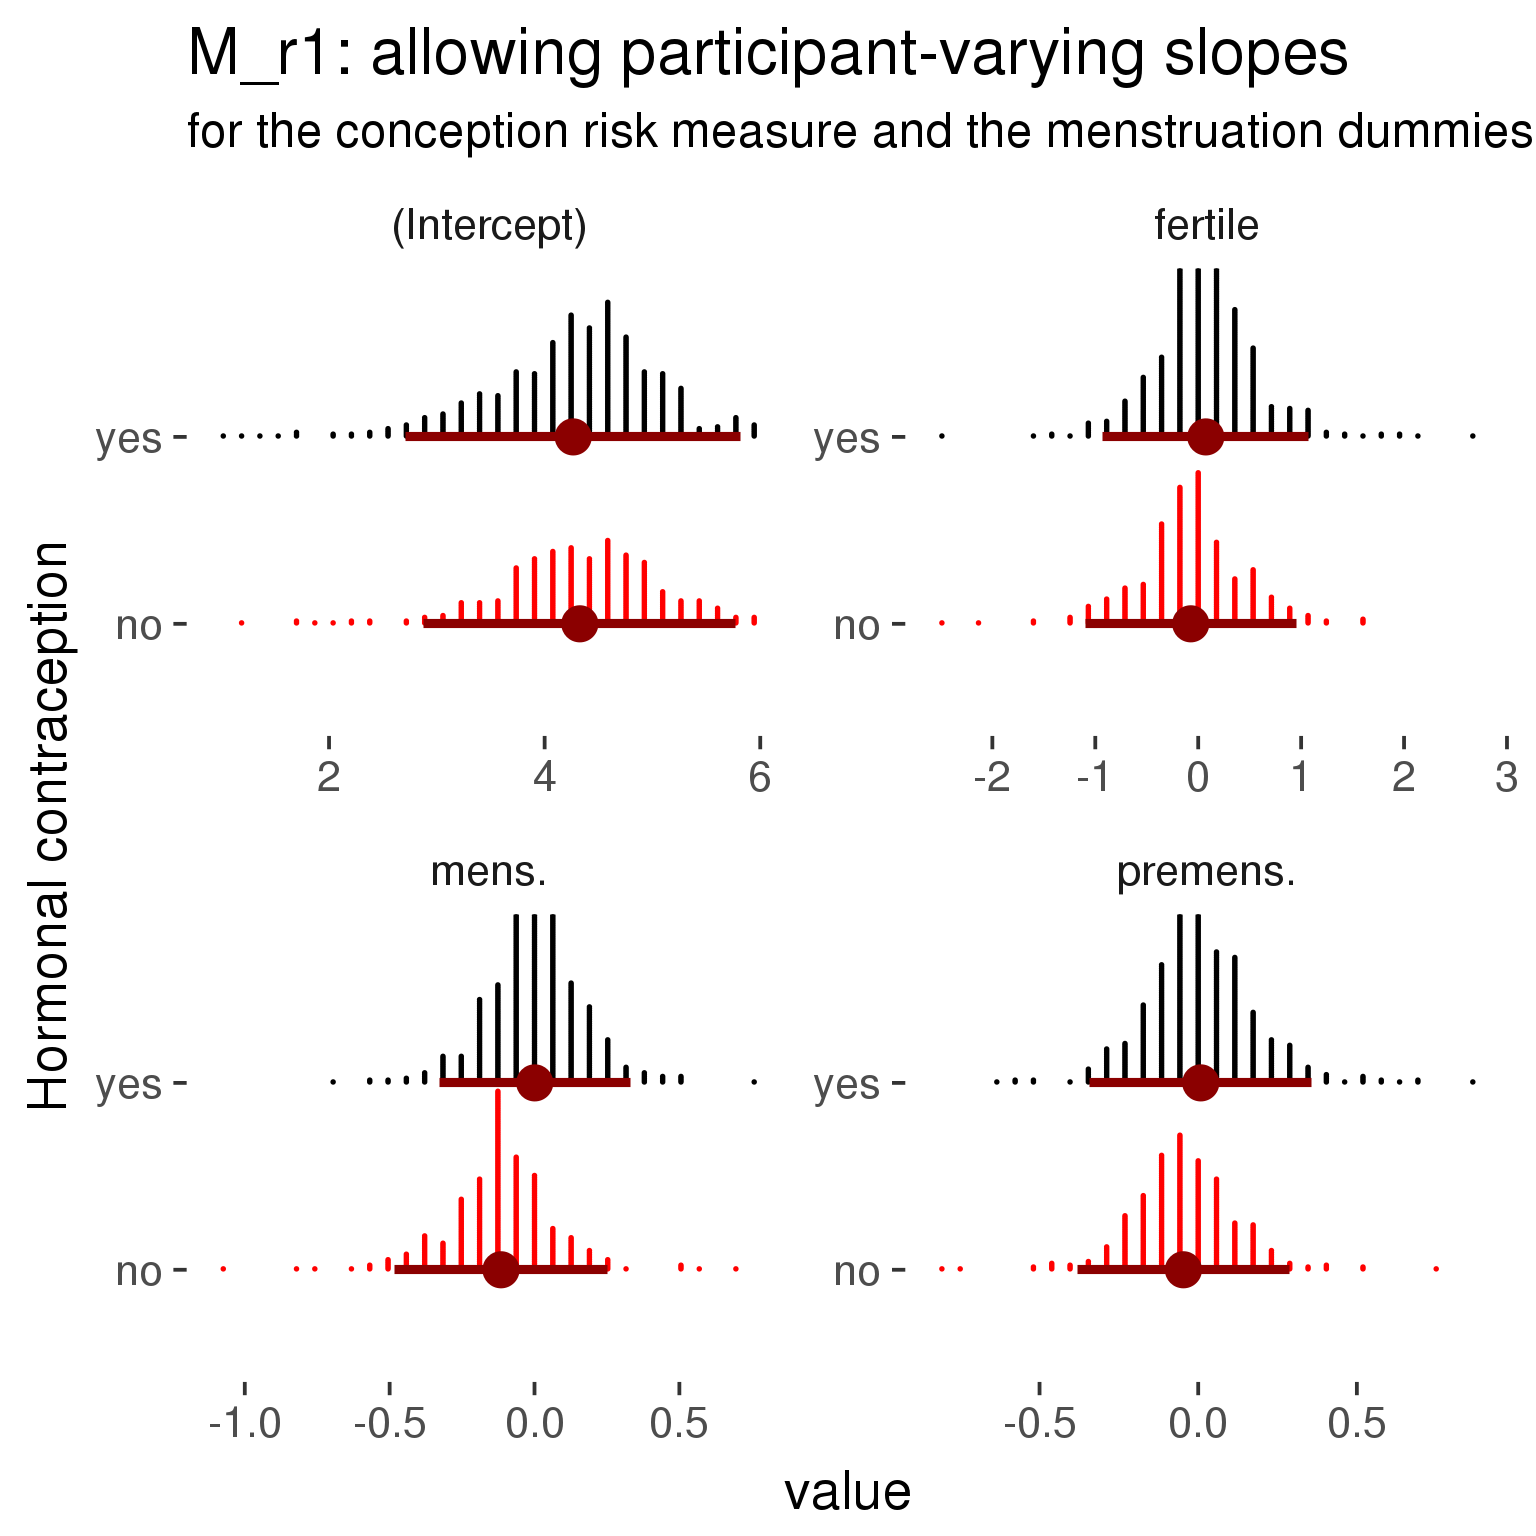 M_r1: allowing participant-varying slopes
for the conception risk measure and the menstruation dummies
(Intercept)
fertile
yes
no
yes
no
2 4 6
-2 -1 0 1 2 3
Hormonal contraception
mens.
premens.
yes
no
yes
no
-1.0 -0.5 0.0 0.5
-0.5 0.0 0.5
value